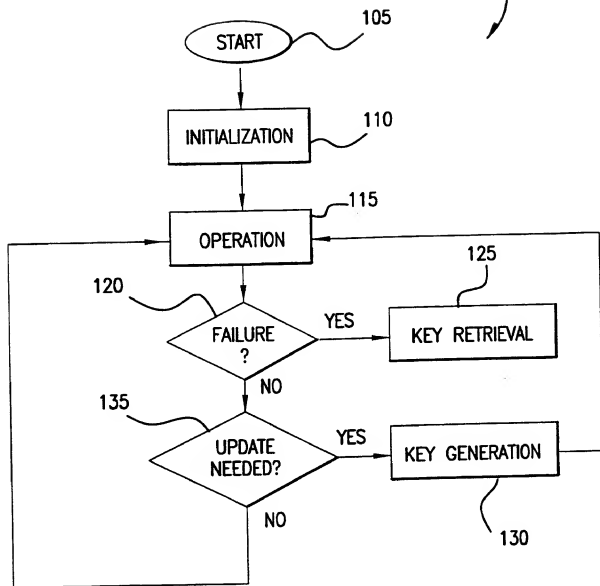 START
105
INITIALIZATION
110
OPERATION
115
120
FAILURE
?
YES
125
KEY RETRIEVAL
NO
135
UPDATE
NEEDED?
YES
KEY GENERATION
130
NO